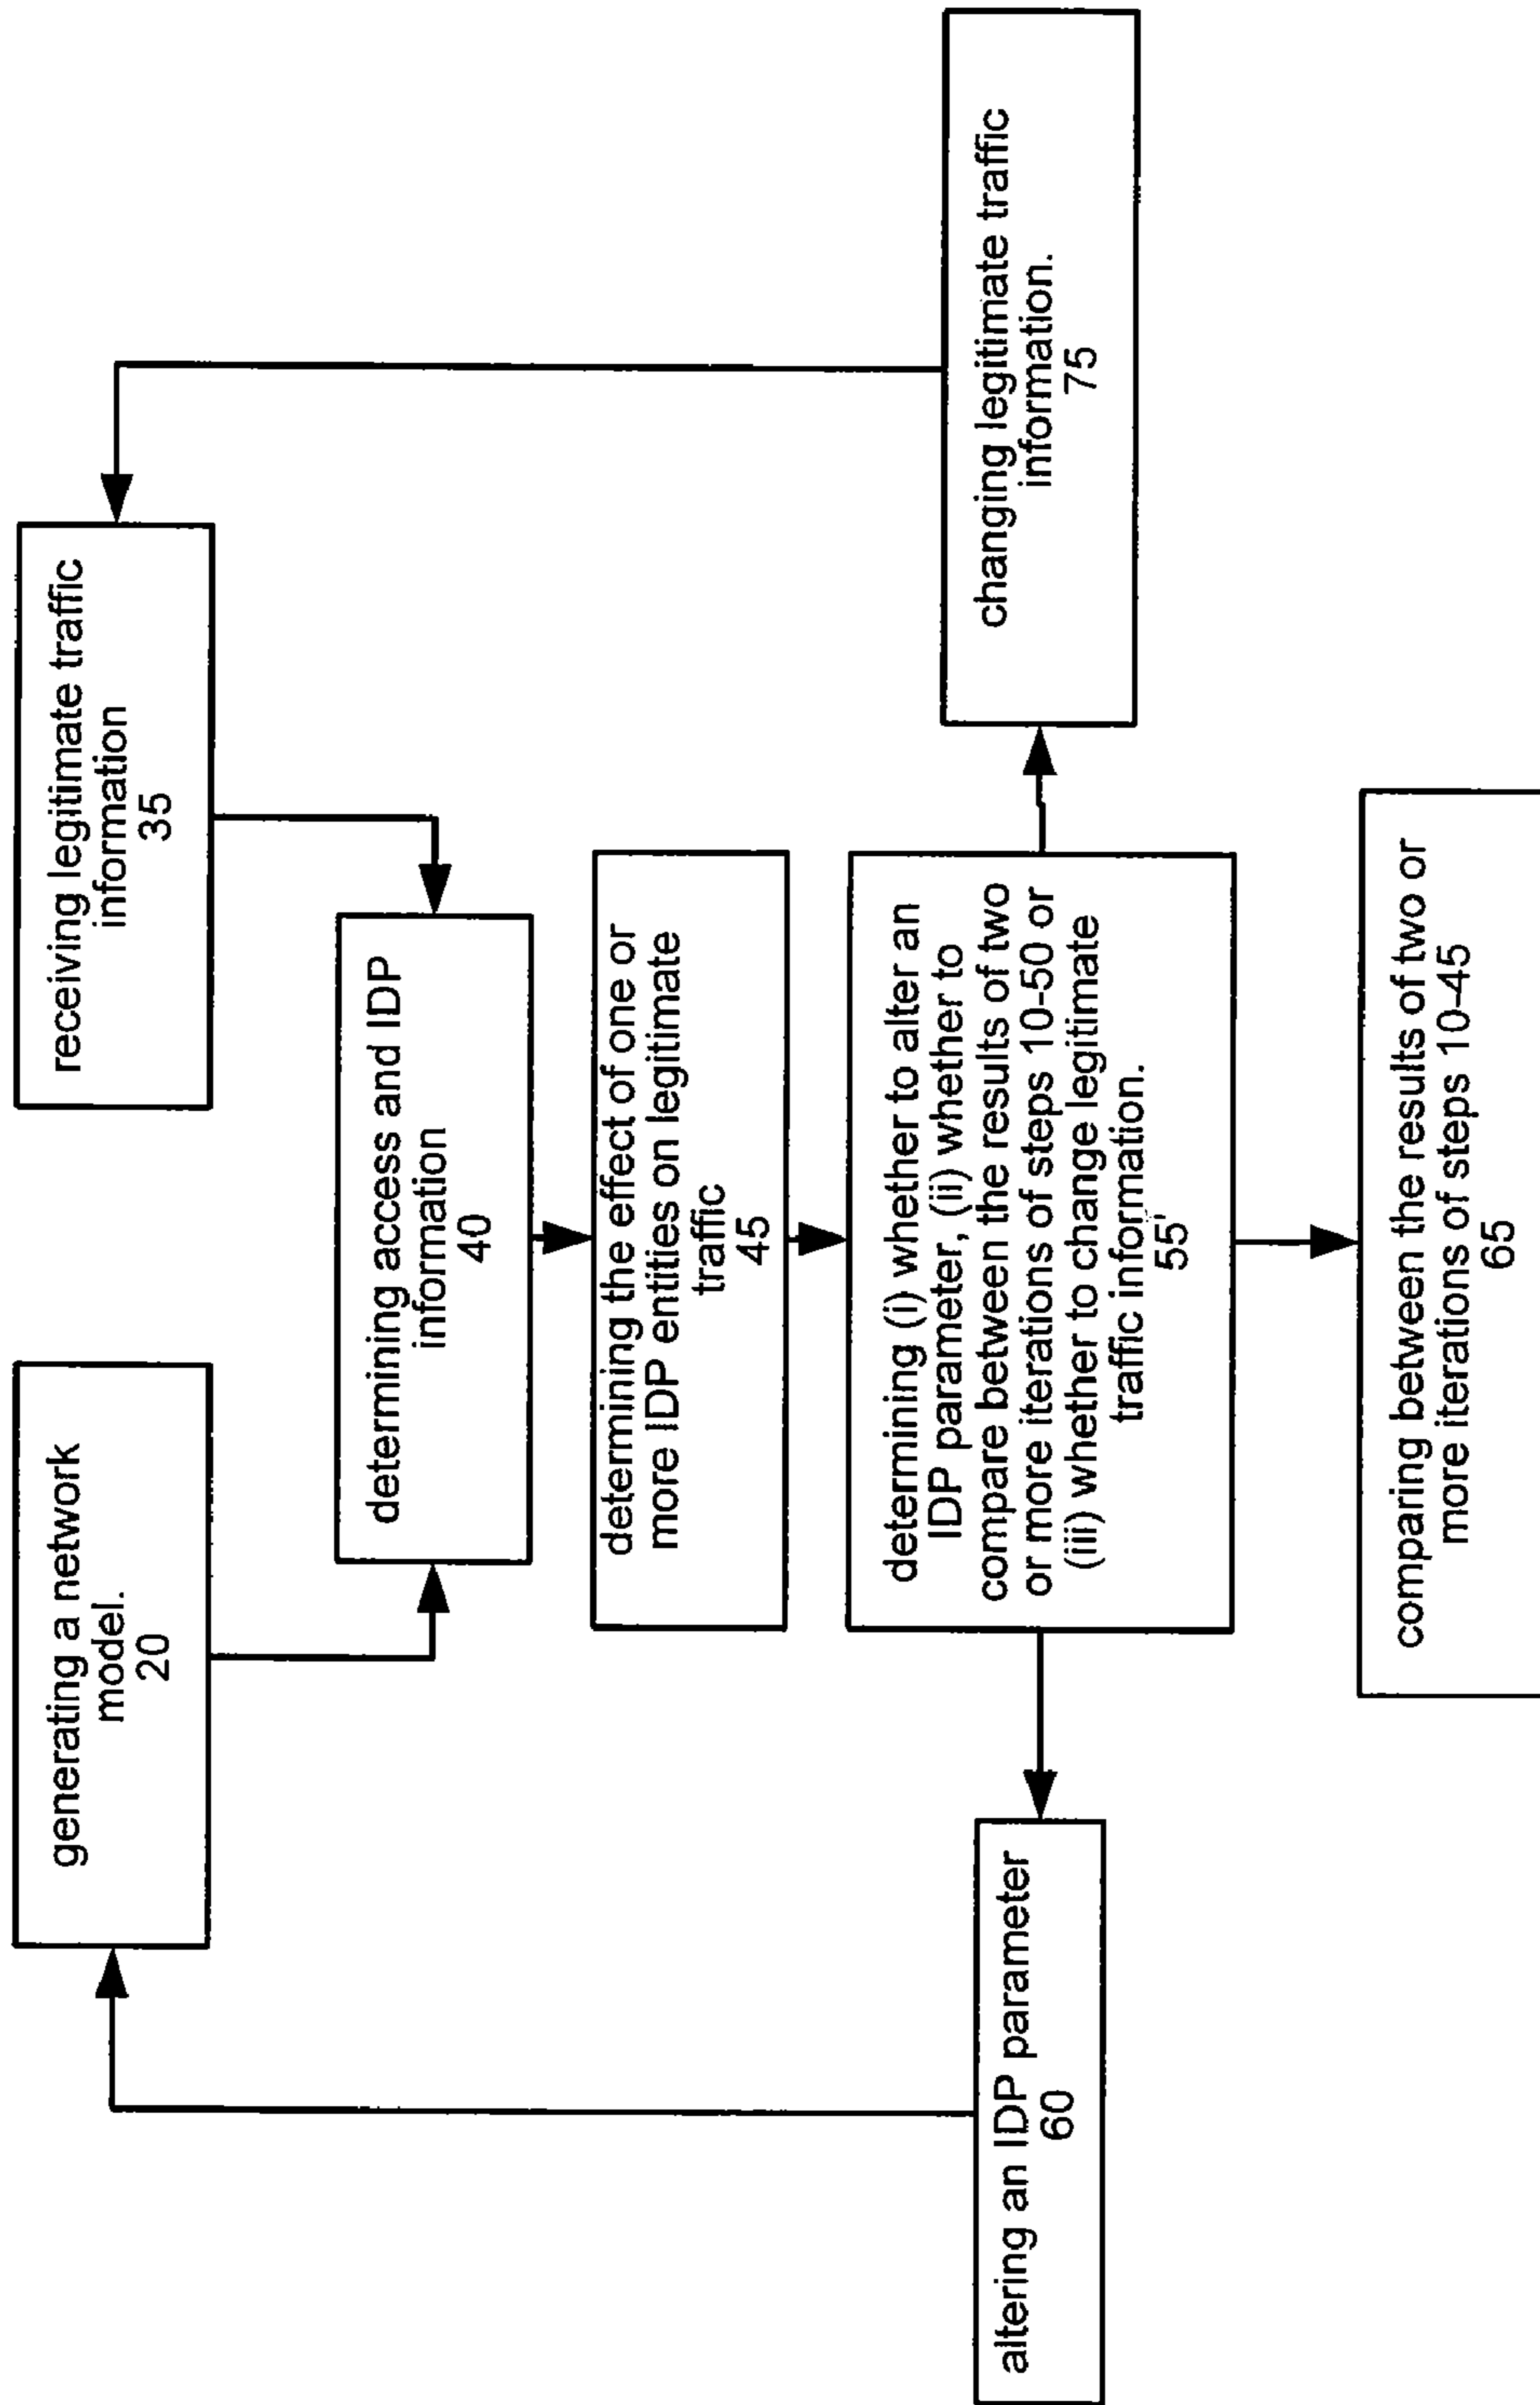 generating a network
model.
20
receiving legitimate traffic
information
35
determining access and IDP
information
40
determining the effect of one or
more IDP entities on legitimate
traffic
45
determining (i) whether to alter an
IDP parameter, (ii) whether to
compare between the results of two
or more iterations of steps 10-50 or
(iii) whether to change legitimate
traffic information.
55'
altering an IDP parameter
60
changing legitimate traffic
information.
75
comparing between the results of two or
more iterations of steps 10-45
65